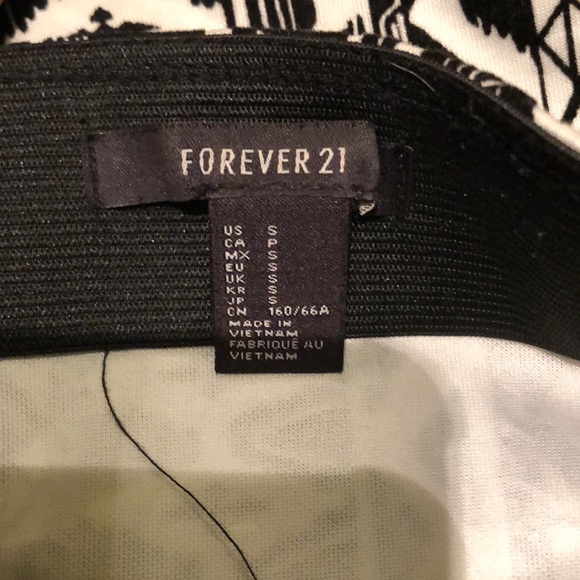 FOREVER 21
US S
CA P
MX S
EU S
UK S
KR S
JP S
CN 160/66A
MADE IN
VIETNAM
FABRIQUÉ AU
VIETNAM